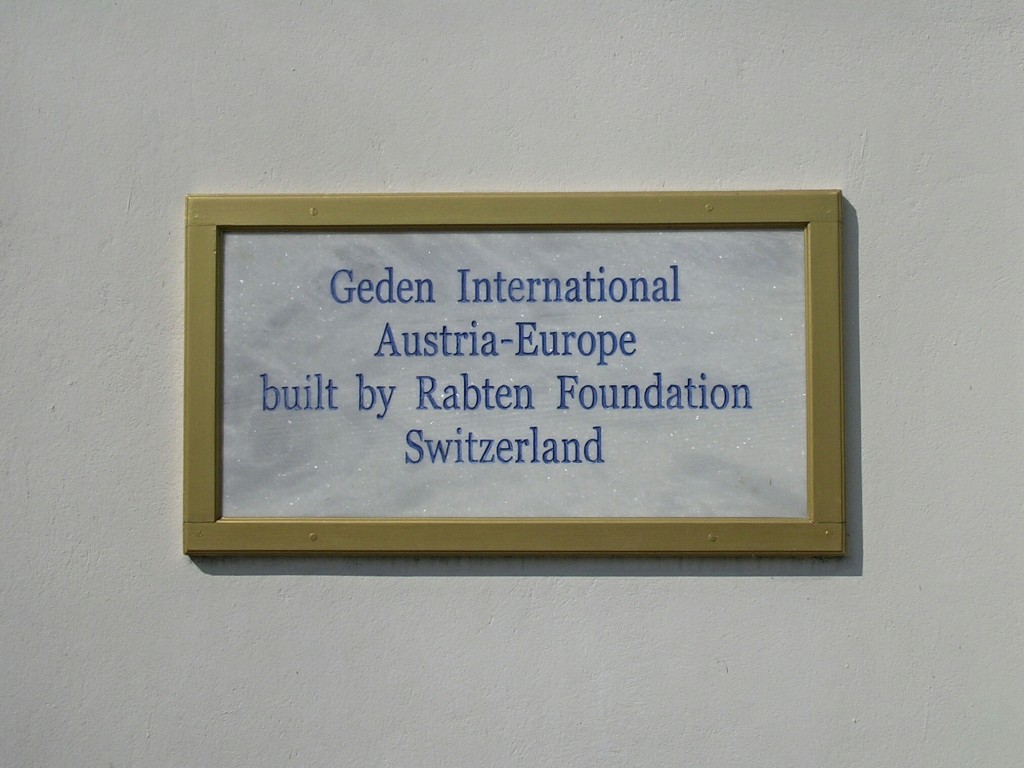 Geden International
Austria-Europe
built by Rabten Foundation
Switzerland